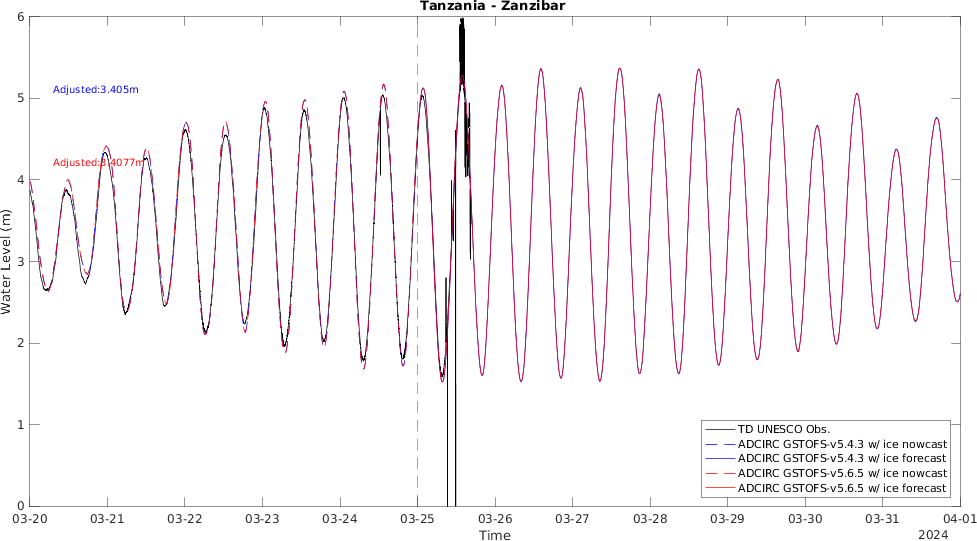 Tanzania - Zanzibar
6
5
4
3
2
1
0
Water Level (m)
Adjusted:3.405m
Adjusted:3.4077m
TD UNESCO Obs.
ADCIRC GSTOFS-v5.4.3 w/ ice nowcast
ADCIRC GSTOFS-v5.4.3 w/ ice forecast
ADCIRC GSTOFS-v5.6.5 w/ ice nowcast
ADCIRC GSTOFS-v5.6.5 w/ ice forecast
03-20 03-21 03-22 03-23 03-24 03-25 03-26 03-27 03-28 03-29 03-30 03-31 04-01
Time
2024